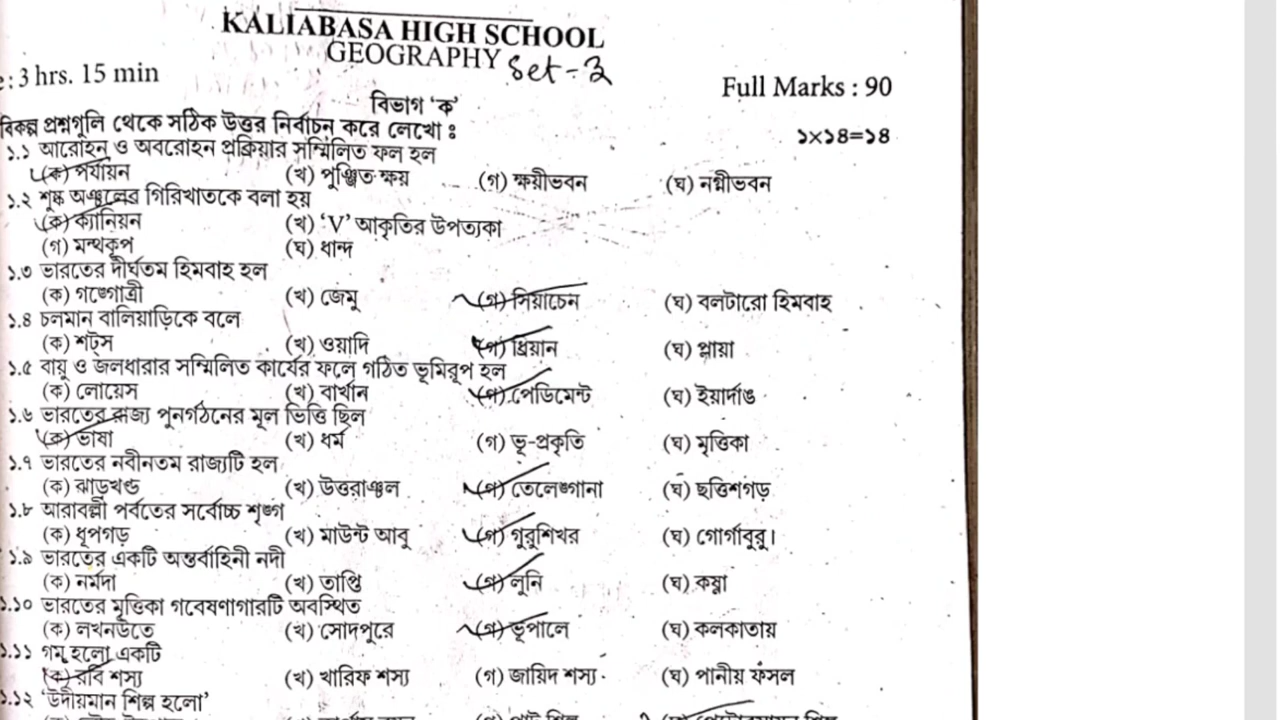 KALIABASA HIGH SCHOOL
GEOGRAPHY Set-3
: 3 hrs. 15 min Full Marks : 90
বিভাগ ‘ক’
বিকল্প প্রশ্নগুলি থেকে সঠিক উত্তর নির্বাচন করে লেখো ঃ ১×১৪=১৪
১.১ আরোহন ও অবরোহন প্রক্রিয়ার সম্মিলিত ফল হল
(ক) পর্যায়ন (খ) পুঞ্জিত ক্ষয় (গ) ক্ষয়ীভবন (ঘ) নগ্নীভবন
১.২ শুষ্ক অঞ্চলের গিরিখাতকে বলা হয়
(ক) ক্যানিয়ন (খ) ‘V’ আকৃতির উপত্যকা
(গ) মন্থকূপ (ঘ) ধান্দ
১.৩ ভারতের দীর্ঘতম হিমবাহ হল
(ক) গঙ্গোত্রী (খ) জেমু (গ) সিয়াচেন (ঘ) বলটারো হিমবাহ
১.৪ চলমান বালিয়াড়িকে বলে
(ক) শটস্ (খ) ওয়াদি (গ) থ্রিয়ান (ঘ) প্লায়া
১.৫ বায়ু ও জলধারার সম্মিলিত কার্যের ফলে গঠিত ভূমিরূপ হল
(ক) লোয়েস (খ) বার্খান (গ) পেডিমেন্ট (ঘ) ইয়ার্দাঙ
১.৬ ভারতের রাজ্য পুনর্গঠনের মূল ভিত্তি ছিল
(ক) ভাষা (খ) ধর্ম (গ) ভূ-প্রকৃতি (ঘ) মৃত্তিকা
১.৭ ভারতের নবীনতম রাজ্যটি হল
(ক) ঝাড়খণ্ড (খ) উত্তরাঞ্চল (গ) তেলেঙ্গানা (ঘ) ছত্তিশগড়
১.৮ আরাবল্লী পর্বতের সর্বোচ্চ শৃঙ্গ
(ক) ধূপগড় (খ) মাউন্ট আবু (গ) গুরুশিখর (ঘ) গোর্গাবুরু।
১.৯ ভারতের একটি অন্তর্বাহিনী নদী
(ক) নর্মদা (খ) তাপ্তি (গ) লুনি (ঘ) কৃষ্ণা
১.১০ ভারতের মৃত্তিকা গবেষণাগারটি অবস্থিত
(ক) লখনউতে (খ) সোদপুরে (গ) ভূপালে (ঘ) কলকাতায়
১.১১ গম হলো একটি
(ক) রবি শস্য (খ) খারিফ শস্য (গ) জায়িদ শস্য (ঘ) পানীয় ফসল
১.১২ ‘উদীয়মান শিল্প হলো’